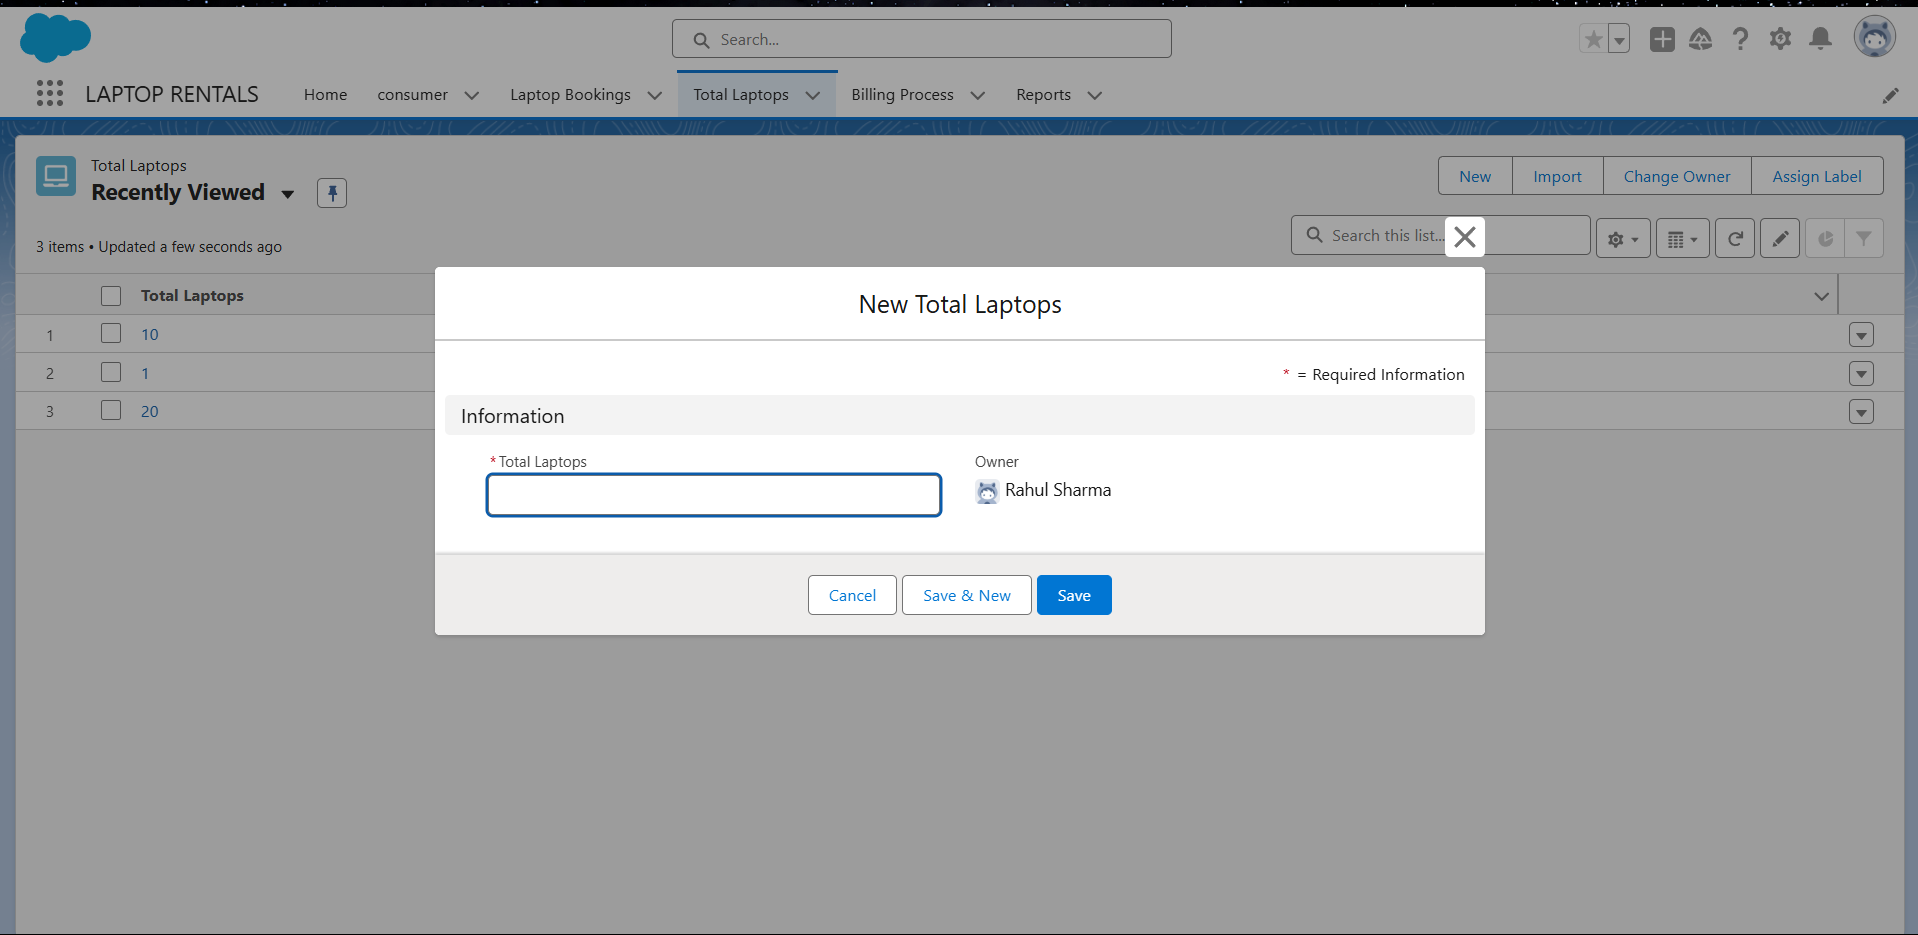 Search...
LAPTOP RENTALS Home consumer Laptop Bookings Total Laptops Billing Process Reports
Total Laptops
Recently Viewed
New Import Change Owner Assign Label
3 items • Updated a few seconds ago
Search this list...
Total Laptops
1 10
2 1
3 20
New Total Laptops
* = Required Information
Information
*Total Laptops
Owner
Rahul Sharma
Cancel Save & New Save